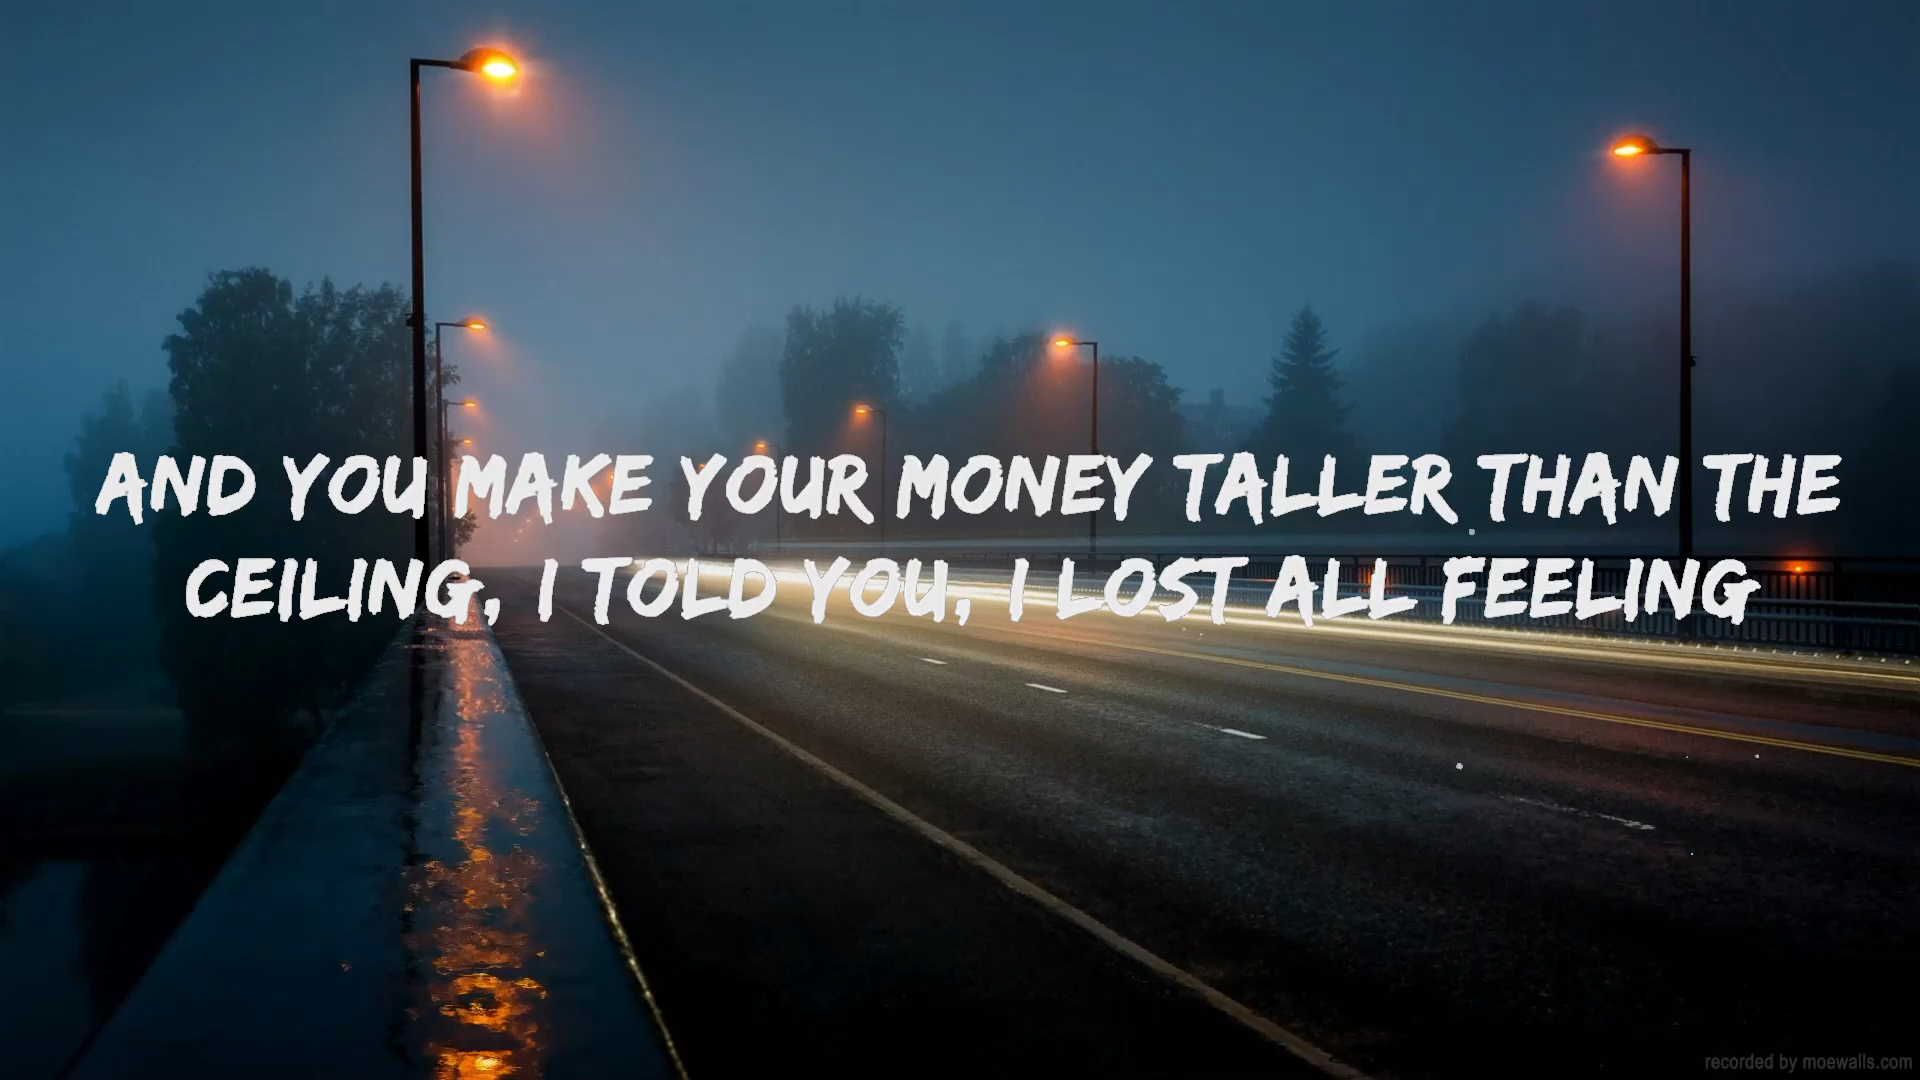 AND YOU MAKE YOUR MONEY TALLER THAN THE
CEILING, I TOLD YOU, I LOST ALL FEELING
recorded by moewalls.com